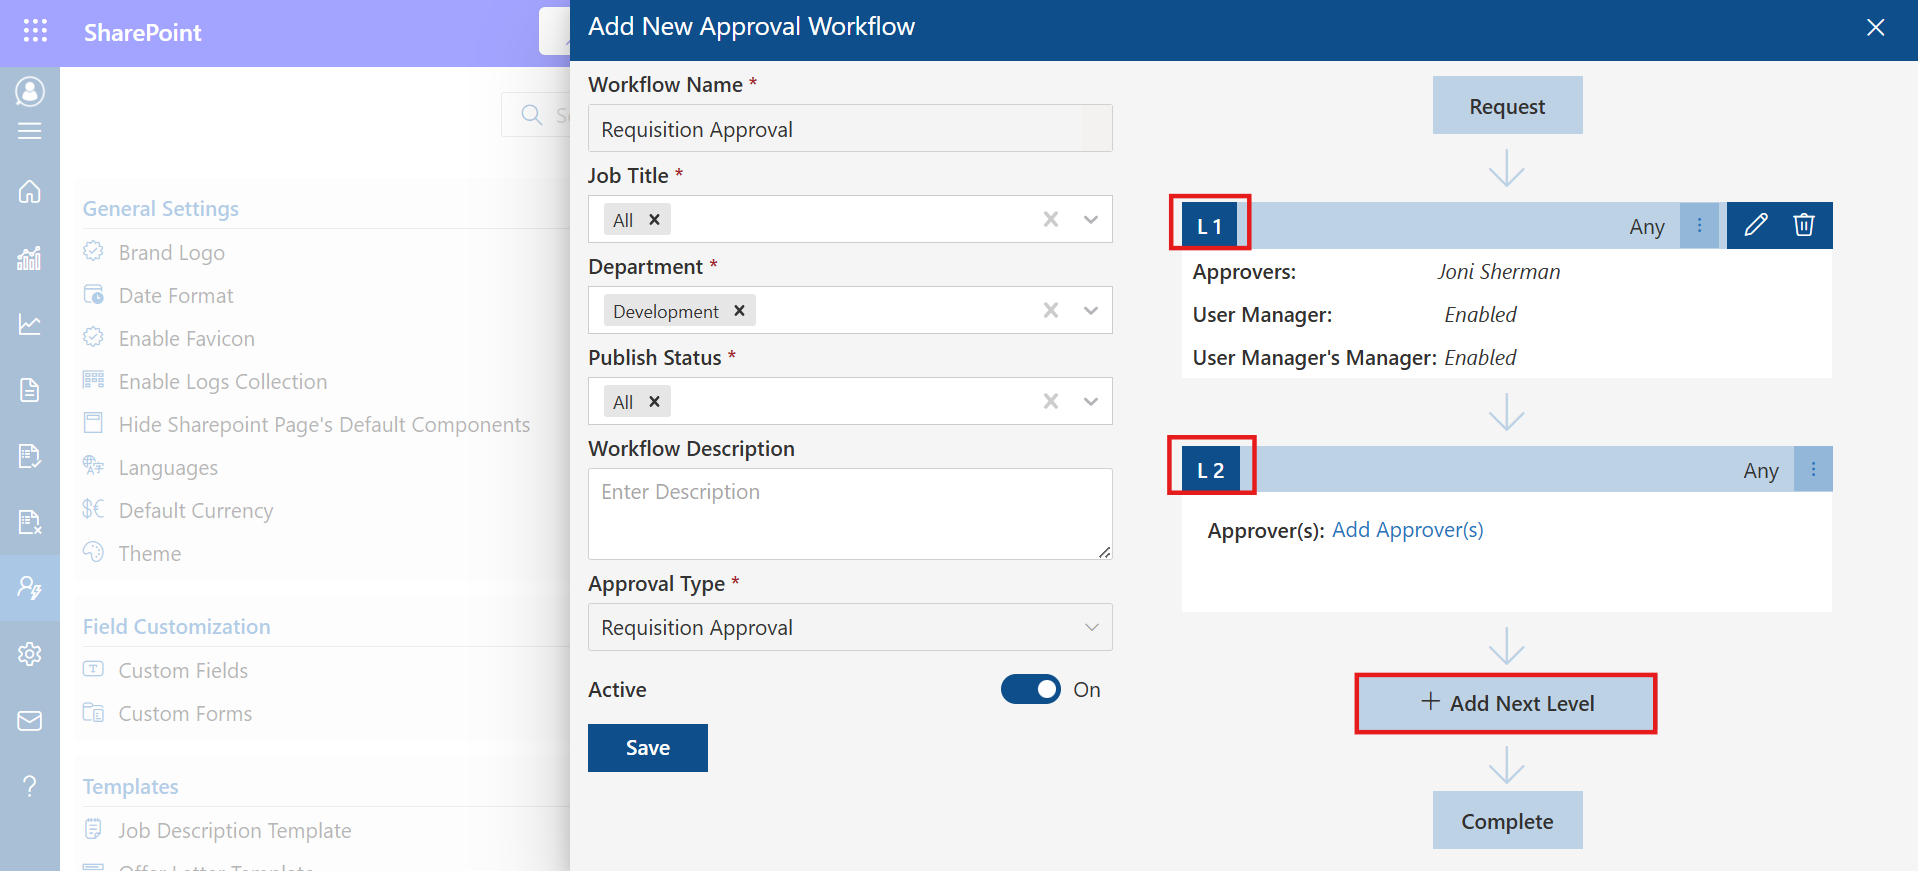 SharePoint
General Settings
Brand Logo
Date Format
Enable Favicon
Enable Logs Collection
Hide Sharepoint Page's Default Components
Languages
Default Currency
Theme
Field Customization
Custom Fields
Custom Forms
Templates
Job Description Template
Offer Letter Template
Add New Approval Workflow
Workflow Name *
Requisition Approval
Job Title *
All
Department *
Development
Publish Status *
All
Workflow Description
Enter Description
Approval Type *
Requisition Approval
Active On
Save
Request
L 1 Any
Approvers: Joni Sherman
User Manager: Enabled
User Manager's Manager: Enabled
L 2 Any
Approver(s): Add Approver(s)
+ Add Next Level
Complete